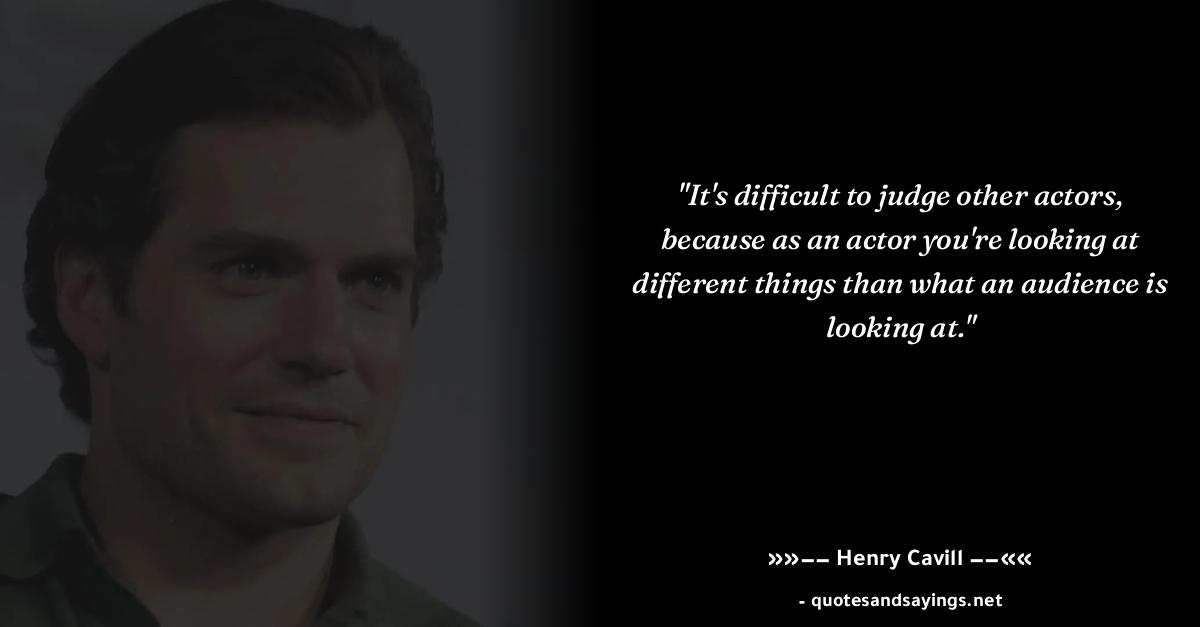 "It's difficult to judge other actors,
because as an actor you're looking at
different things than what an audience is
looking at."
»»–– Henry Cavill ––««
- quotesandsayings.net